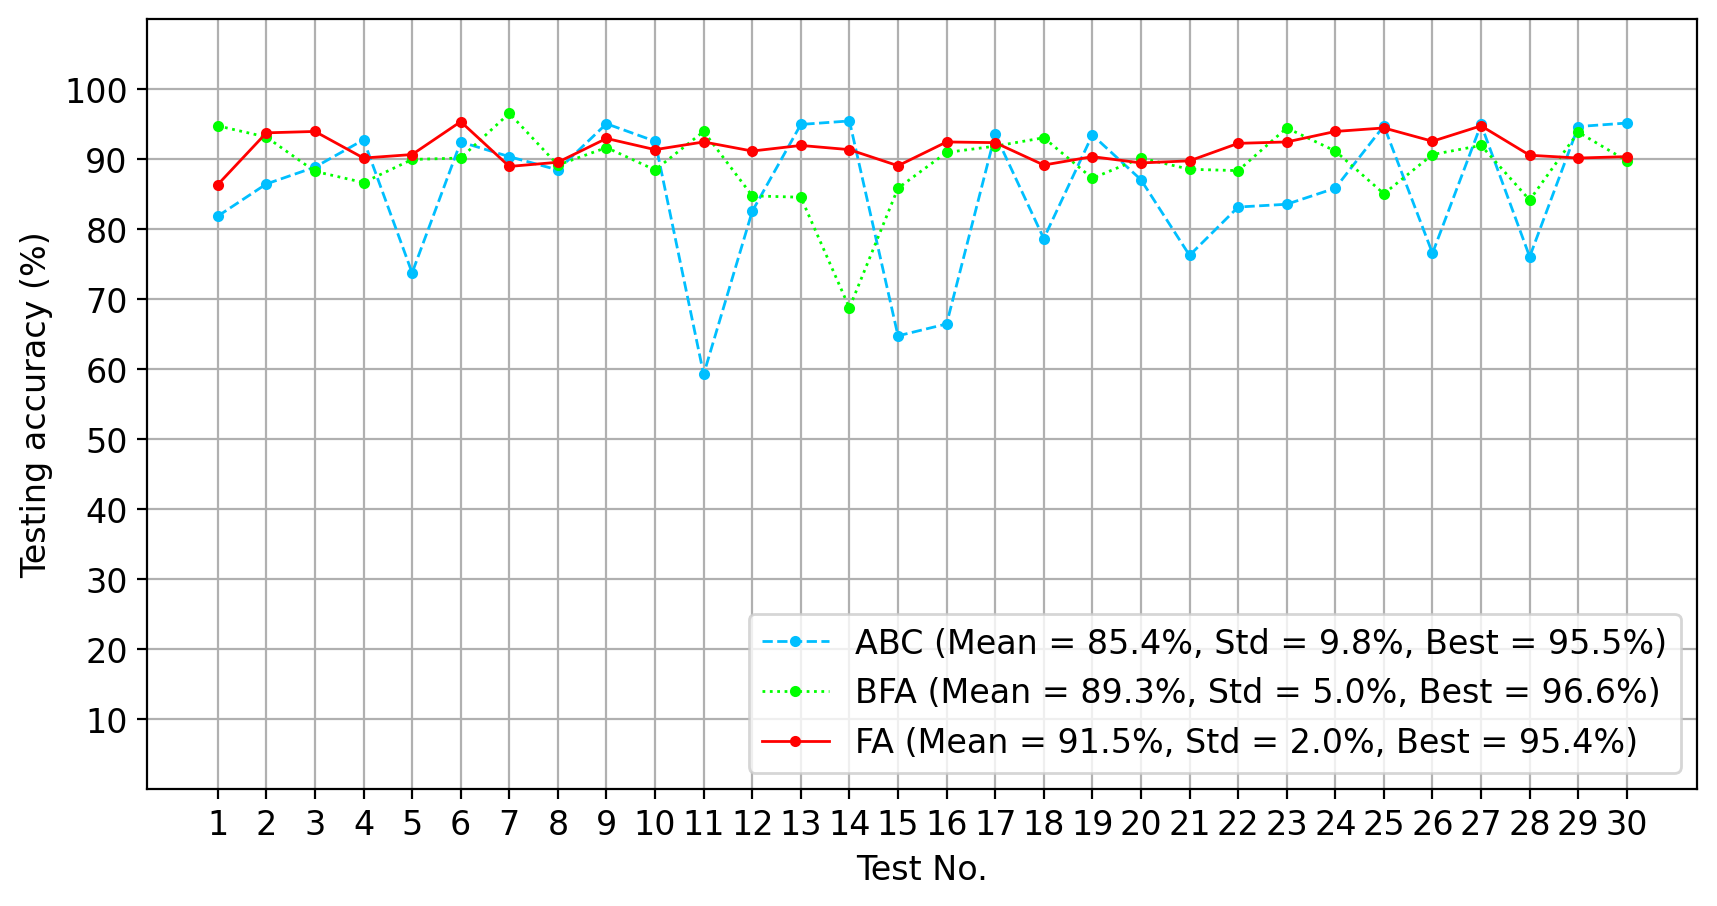 100
90
80
70
60
50
40
30
20
10
Testing accuracy (%)
ABC (Mean = 85.4%, Std = 9.8%, Best = 95.5%)
BFA (Mean = 89.3%, Std = 5.0%, Best = 96.6%)
FA (Mean = 91.5%, Std = 2.0%, Best = 95.4%)
1 2 3 4 5 6 7 8 9 10 11 12 13 14 15 16 17 18 19 20 21 22 23 24 25 26 27 28 29 30
Test No.